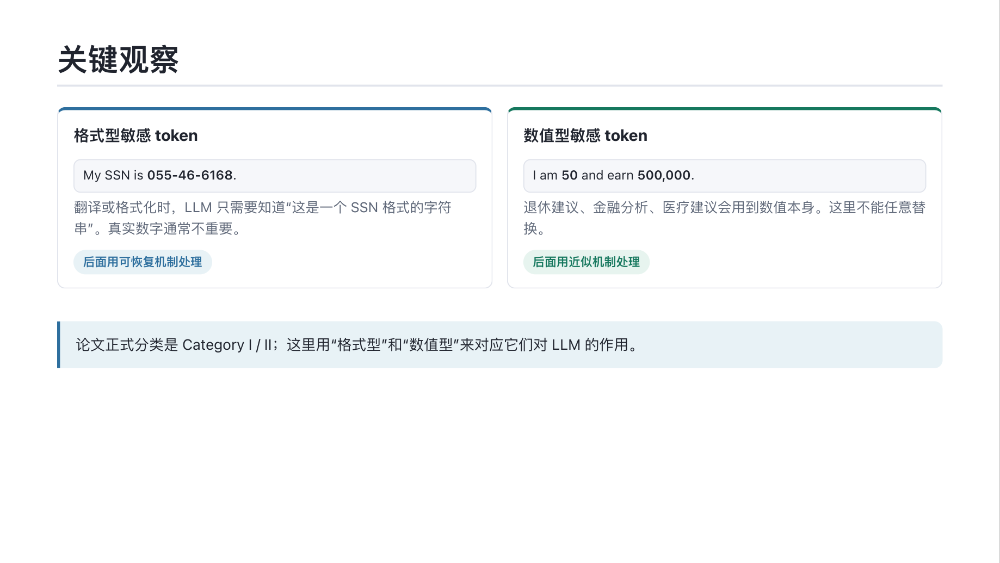 关键观察
格式型敏感 token
My SSN is 055-46-6168.
翻译或格式化时，LLM 只需要知道“这是一个 SSN 格式的字符
串”。真实数字通常不重要。
后面用可恢复机制处理
数值型敏感 token
I am 50 and earn 500,000.
退休建议、金融分析、医疗建议会用到数值本身。这里不能任意替
换。
后面用近似机制处理
论文正式分类是 Category I / II；这里用“格式型”和“数值型”来对应它们对 LLM 的作用。